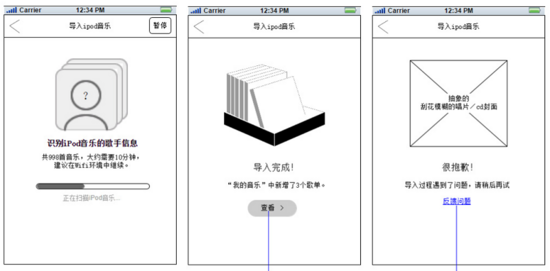 Carrier
12:34 PM
导入ipod音乐
暂停
?
识别iPod音乐的歌手信息
共998首音乐，大约需要10分钟，
建议在Wifi环境中继续。
正在扫描iPod音乐...
Carrier
12:34 PM
导入ipod音乐
导入完成!
“我的音乐”中新增了3个歌单。
查看 >
Carrier
12:34 PM
导入ipod音乐
抽象的
刮花模糊的唱片/cd封面
很抱歉!
导入过程遇到了问题，请稍后再试
反馈问题